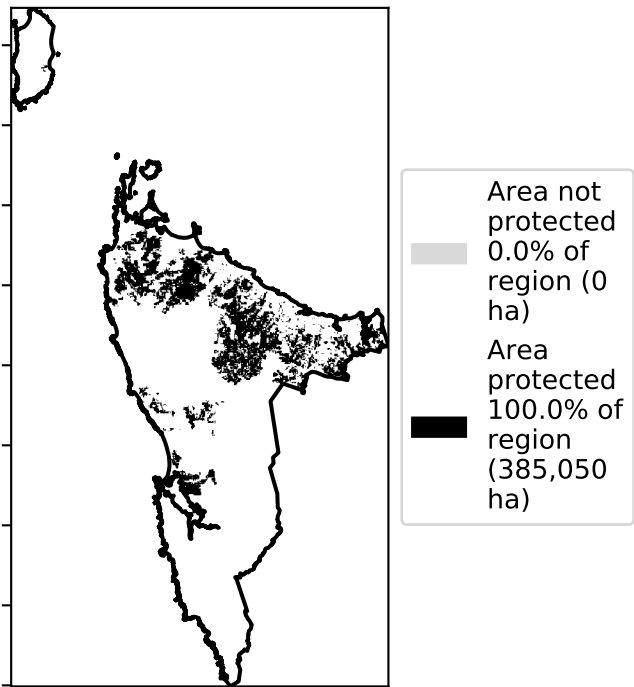 Area not
protected
0.0% of
region (0
ha)
Area
protected
100.0% of
region
(385,050
ha)